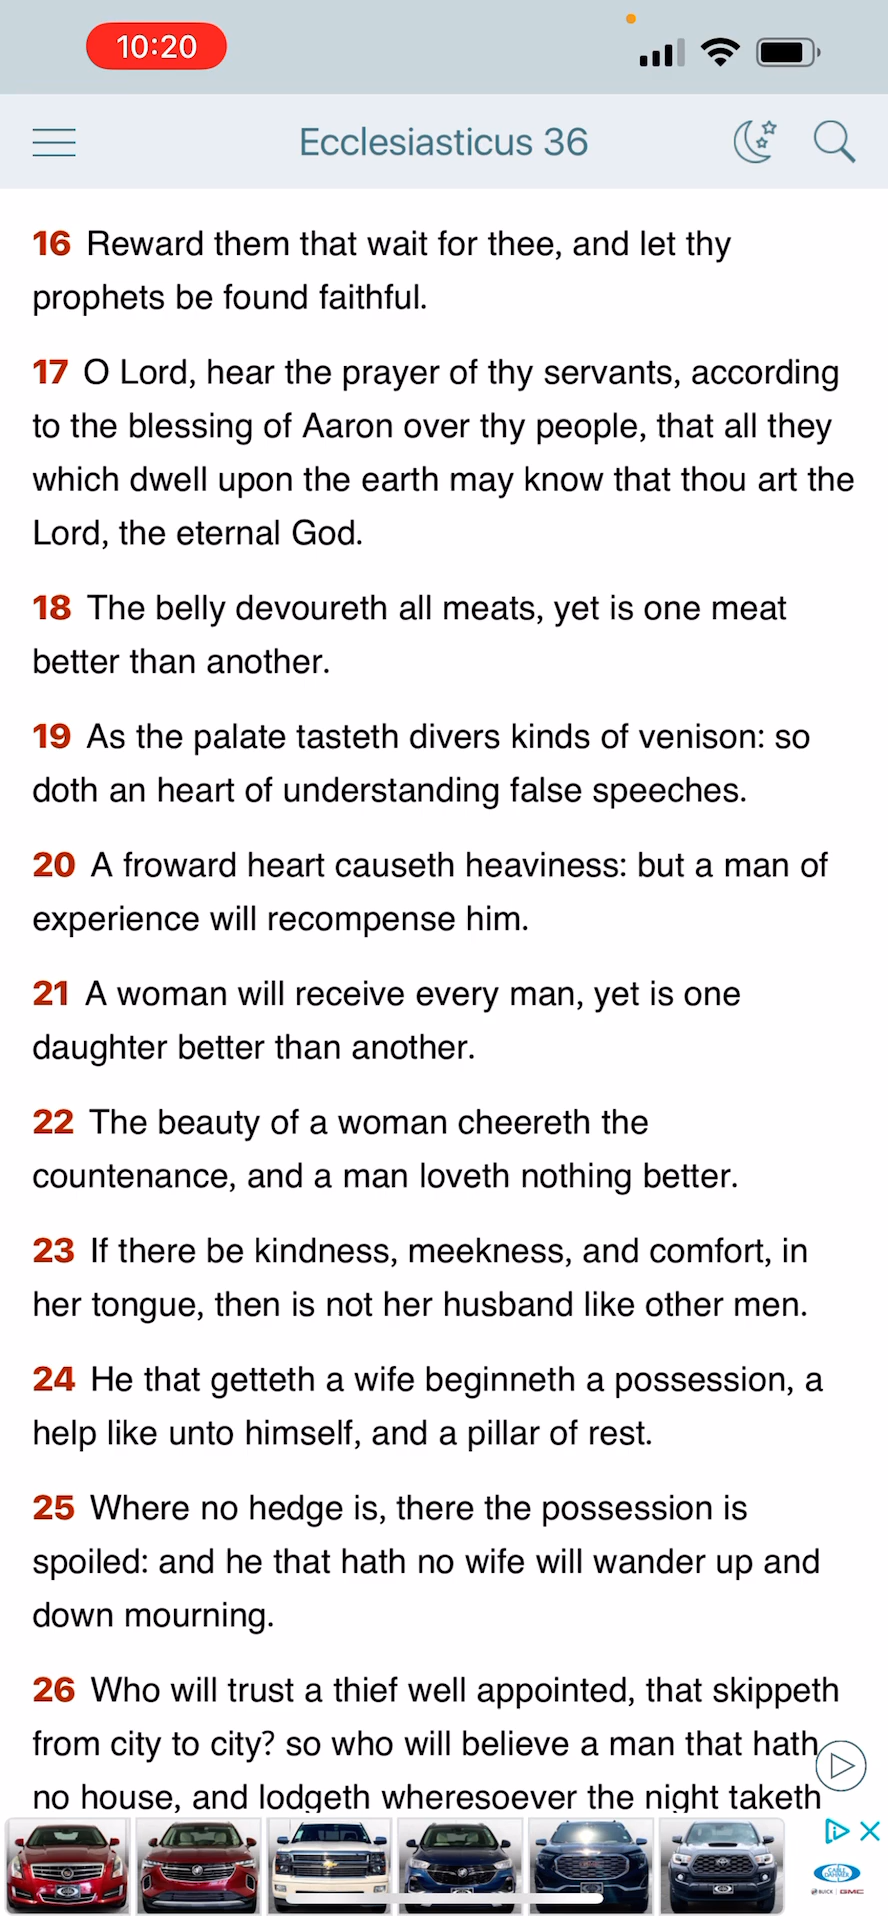 10:20
Ecclesiasticus 36
16 Reward them that wait for thee, and let thy
prophets be found faithful.
17 O Lord, hear the prayer of thy servants, according
to the blessing of Aaron over thy people, that all they
which dwell upon the earth may know that thou art the
Lord, the eternal God.
18 The belly devoureth all meats, yet is one meat
better than another.
19 As the palate tasteth divers kinds of venison: so
doth an heart of understanding false speeches.
20 A froward heart causeth heaviness: but a man of
experience will recompense him.
21 A woman will receive every man, yet is one
daughter better than another.
22 The beauty of a woman cheereth the
countenance, and a man loveth nothing better.
23 If there be kindness, meekness, and comfort, in
her tongue, then is not her husband like other men.
24 He that getteth a wife beginneth a possession, a
help like unto himself, and a pillar of rest.
25 Where no hedge is, there the possession is
spoiled: and he that hath no wife will wander up and
down mourning.
26 Who will trust a thief well appointed, that skippeth
from city to city? so who will believe a man that hath
no house, and lodgeth wheresoever the night taketh
BUICK GMC